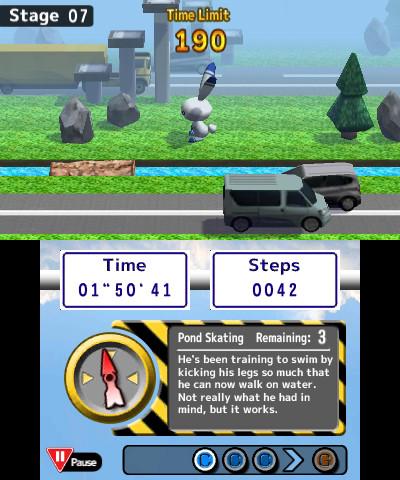 Stage 07
Time Limit
190
Time
01"50'41
Steps
0042
Pond Skating Remaining: 3
He's been training to swim by
kicking his legs so much that
he can now walk on water.
Not really what he had in
mind, but it works.
Pause
C C C G